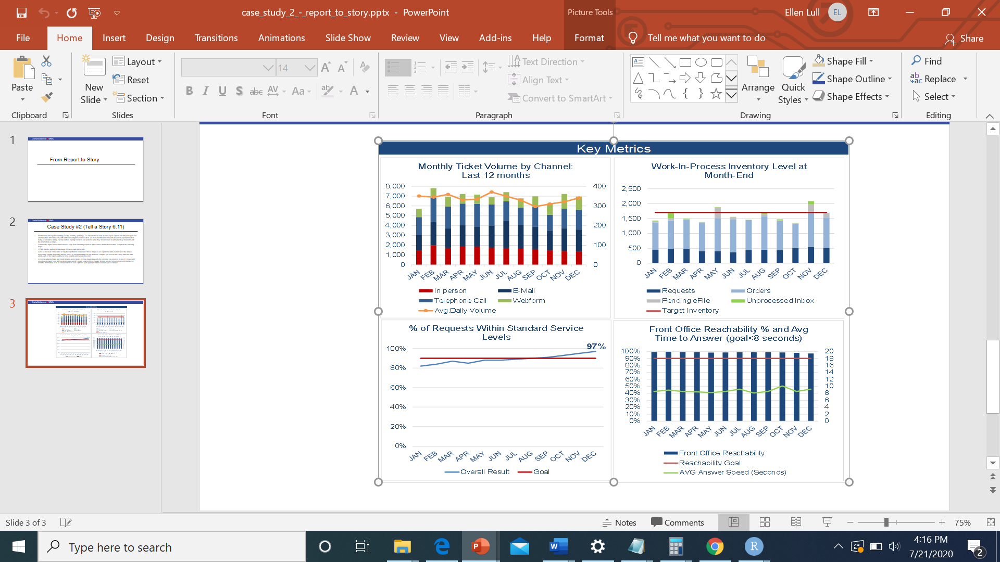 case_study_2_-_report_to_story.pptx - PowerPoint
Picture Tools
Ellen Lull
EL
File
Home
Insert
Design
Transitions
Animations
Slide Show
Review
View
Add-ins
Help
Format
Tell me what you want to do
Share
Paste
Clipboard
New
Slide
Layout
Reset
Section
Slides
14
Font
Paragraph
Text Direction
Align Text
Convert to SmartArt
Arrange
Quick
Styles
Shape Fill
Shape Outline
Shape Effects
Drawing
Find
Replace
Select
Editing
1
From Report to Story
2
Case Study #2 (Tell a Story 6.11)
3
Key Metrics
Monthly Ticket Volume by Channel:
Last 12 months
8,000
7,000
6,000
5,000
4,000
3,000
2,000
1,000
0
400
300
200
100
0
JAN FEB MAR APR MAY JUN JUL AUG SEP OCT NOV DEC
In person
E-Mail
Telephone Call
Webform
Avg.Daily Volume
Work-In-Process Inventory Level at
Month-End
2,500
2,000
1,500
1,000
500
0
JAN FEB MAR APR MAY JUN JUL AUG SEP OCT NOV DEC
Requests
Orders
Pending eFile
Unprocessed Inbox
Target Inventory
% of Requests Within Standard Service
Levels
97%
100%
80%
60%
40%
20%
0%
JAN FEB MAR APR MAY JUN JUL AUG SEP OCT NOV DEC
Overall Result
Goal
Front Office Reachability % and Avg
Time to Answer (goal<8 seconds)
100%
90%
80%
70%
60%
50%
40%
30%
20%
10%
0%
20
18
16
14
12
10
8
6
4
2
0
JAN FEB MAR APR MAY JUN JUL AUG SEP OCT NOV DEC
Front Office Reachability
Reachability Goal
AVG Answer Speed (Seconds)
Slide 3 of 3
Notes
Comments
75%
Type here to search
4:16 PM
7/21/2020
2